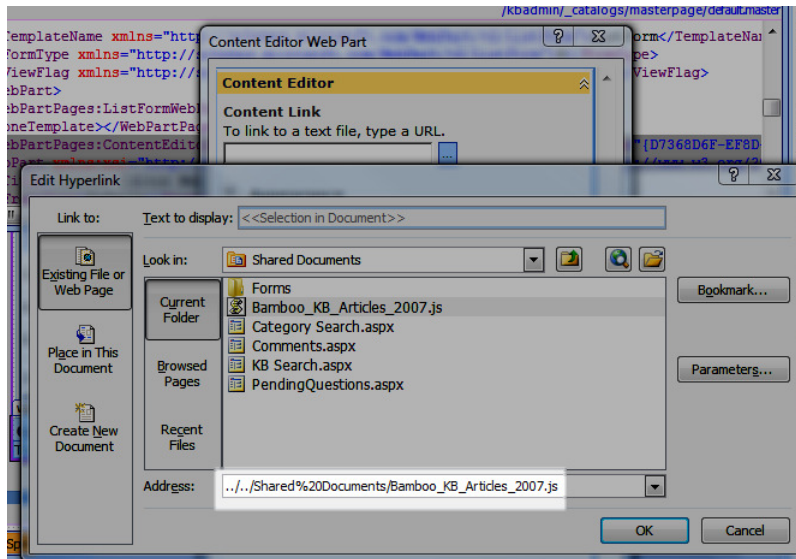 /kbadmin/_catalogs/masterpage/default.master
TemplateName xmlns="http
orm</TemplateNa
FormType xmlns="http://s
pe>
ViewFlag xmlns="http://
ViewFlag>
ebPart>
ebPartPages:ListFormWebP
oneTemplate></WebPartPag
ebPartPages:ContentEdito
"{D7368D6F-EF8D-
Content Editor Web Part
Content Editor
Content Link
To link to a text file, type a URL.
...
Edit Hyperlink
Link to:
Text to display:
<<Selection in Document>>
Existing File or
Web Page
Place in This
Document
Create New
Document
Look in:
Shared Documents
Current
Folder
Browsed
Pages
Recent
Files
Forms
Bamboo_KB_Articles_2007.js
Category Search.aspx
Comments.aspx
KB Search.aspx
PendingQuestions.aspx
Bookmark...
Parameters...
Address:
../../Shared%20Documents/Bamboo_KB_Articles_2007.js
OK
Cancel